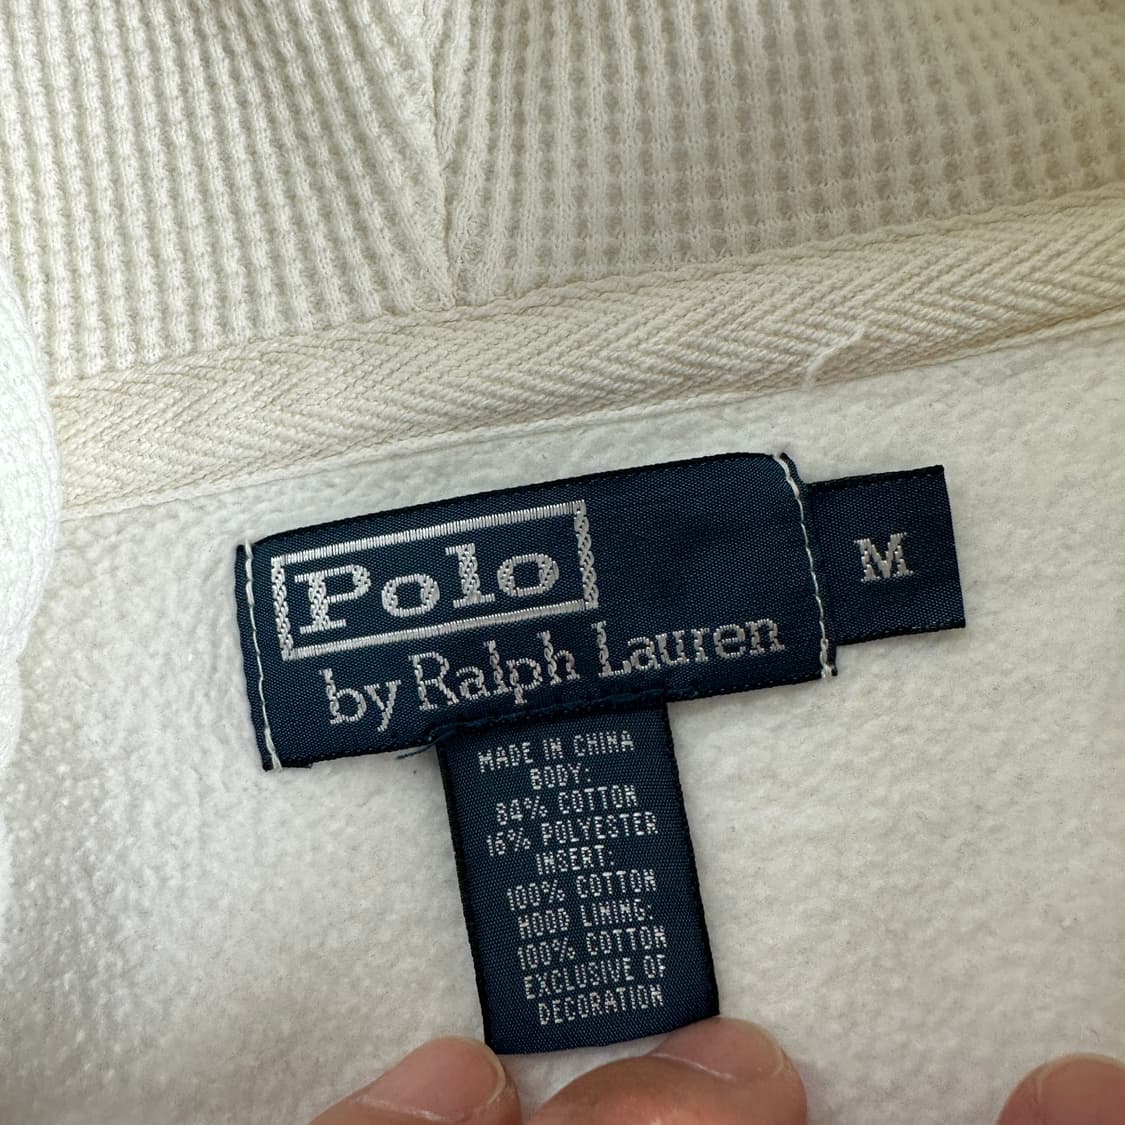 Polo
by Ralph Lauren
M
MADE IN CHINA
BODY:
84% COTTON
16% POLYESTER
INSERT:
100% COTTON
HOOD LINING:
100% COTTON
EXCLUSIVE OF
DECORATION